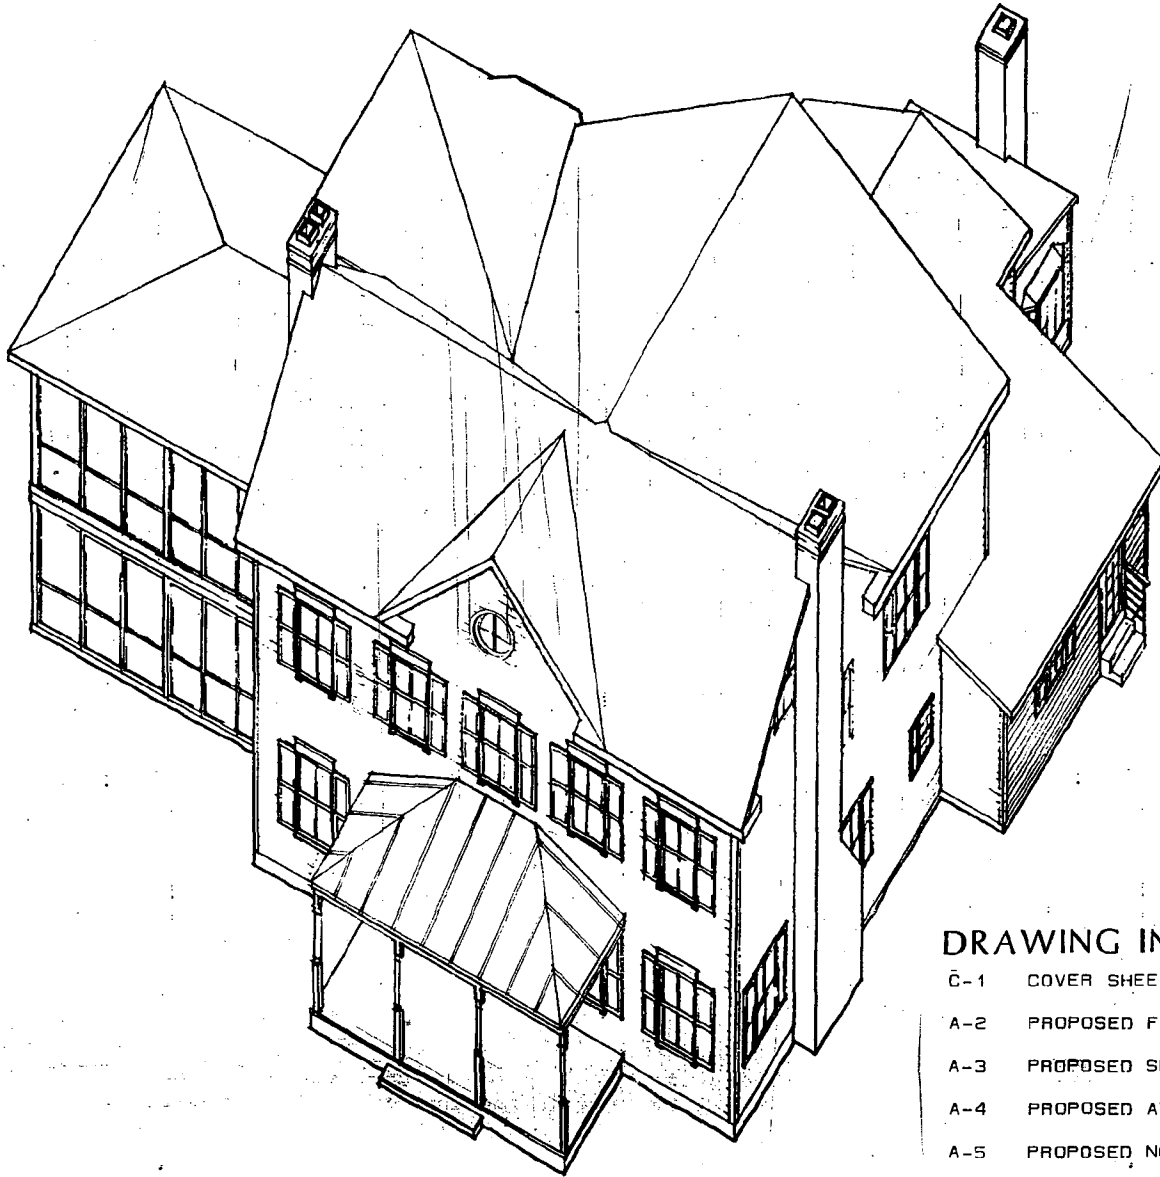 DRAWING IN
C-1 COVER SHEE
A-2 PROPOSED F
A-3 PROPOSED S
A-4 PROPOSED A
A-5 PROPOSED N